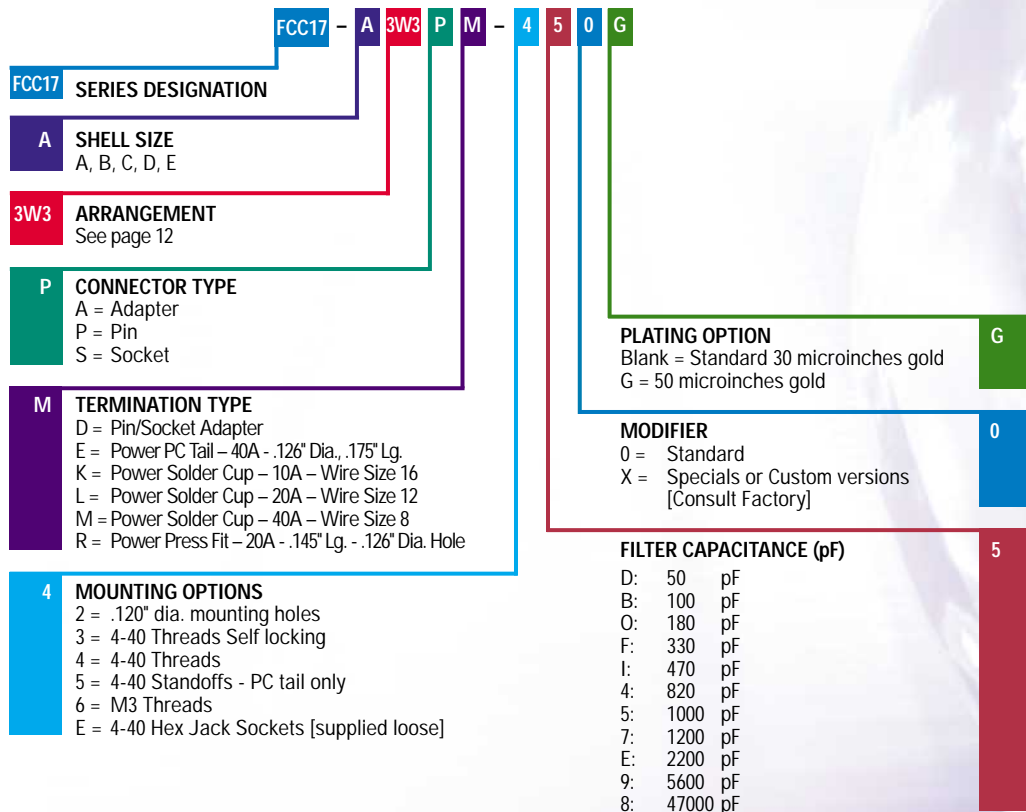 FCC17 – A 3W3 P M – 4 5 0 G
FCC17 SERIES DESIGNATION
A SHELL SIZE
A, B, C, D, E
3W3 ARRANGEMENT
See page 12
P CONNECTOR TYPE
A = Adapter
P = Pin
S = Socket
M TERMINATION TYPE
D = Pin/Socket Adapter
E = Power PC Tail – 40A - .126" Dia., .175" Lg.
K = Power Solder Cup – 10A – Wire Size 16
L = Power Solder Cup – 20A – Wire Size 12
M = Power Solder Cup – 40A – Wire Size 8
R = Power Press Fit – 20A - .145" Lg. - .126" Dia. Hole
4 MOUNTING OPTIONS
2 = .120" dia. mounting holes
3 = 4-40 Threads Self locking
4 = 4-40 Threads
5 = 4-40 Standoffs - PC tail only
6 = M3 Threads
E = 4-40 Hex Jack Sockets [supplied loose]
PLATING OPTION G
Blank = Standard 30 microinches gold
G = 50 microinches gold
MODIFIER 0
0 = Standard
X = Specials or Custom versions
[Consult Factory]
FILTER CAPACITANCE (pF) 5
D: 50 pF
B: 100 pF
O: 180 pF
F: 330 pF
I: 470 pF
4: 820 pF
5: 1000 pF
7: 1200 pF
E: 2200 pF
9: 5600 pF
8: 47000 pF